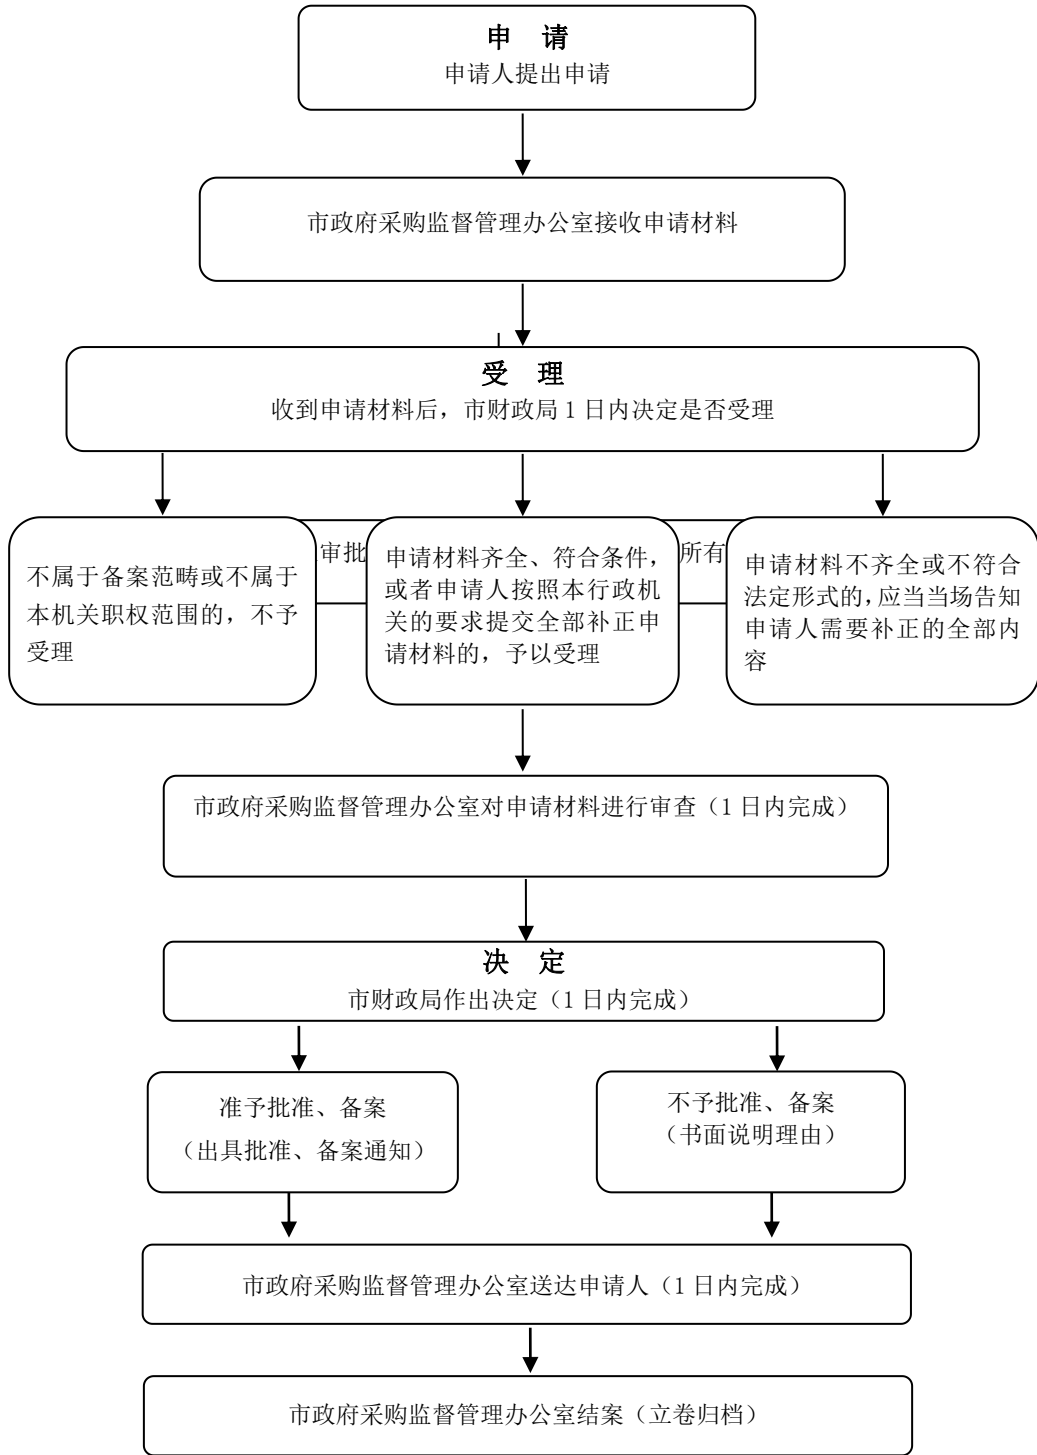 申 请
申请人提出申请
市政府采购监督管理办公室接收申请材料
受 理
收到申请材料后，市财政局 1 日内决定是否受理
不属于备案范畴或不属于
本机关职权范围的，不予
受理
审批
申请材料齐全、符合条件，
或者申请人按照本行政机
关的要求提交全部补正申
请材料的，予以受理
所有
申请材料不齐全或不符合
法定形式的，应当当场告知
申请人需要补正的全部内
容
市政府采购监督管理办公室对申请材料进行审查（1 日内完成）
决 定
市财政局作出决定（1 日内完成）
准予批准、备案
（出具批准、备案通知）
不予批准、备案
（书面说明理由）
市政府采购监督管理办公室送达申请人（1 日内完成）
市政府采购监督管理办公室结案（立卷归档）